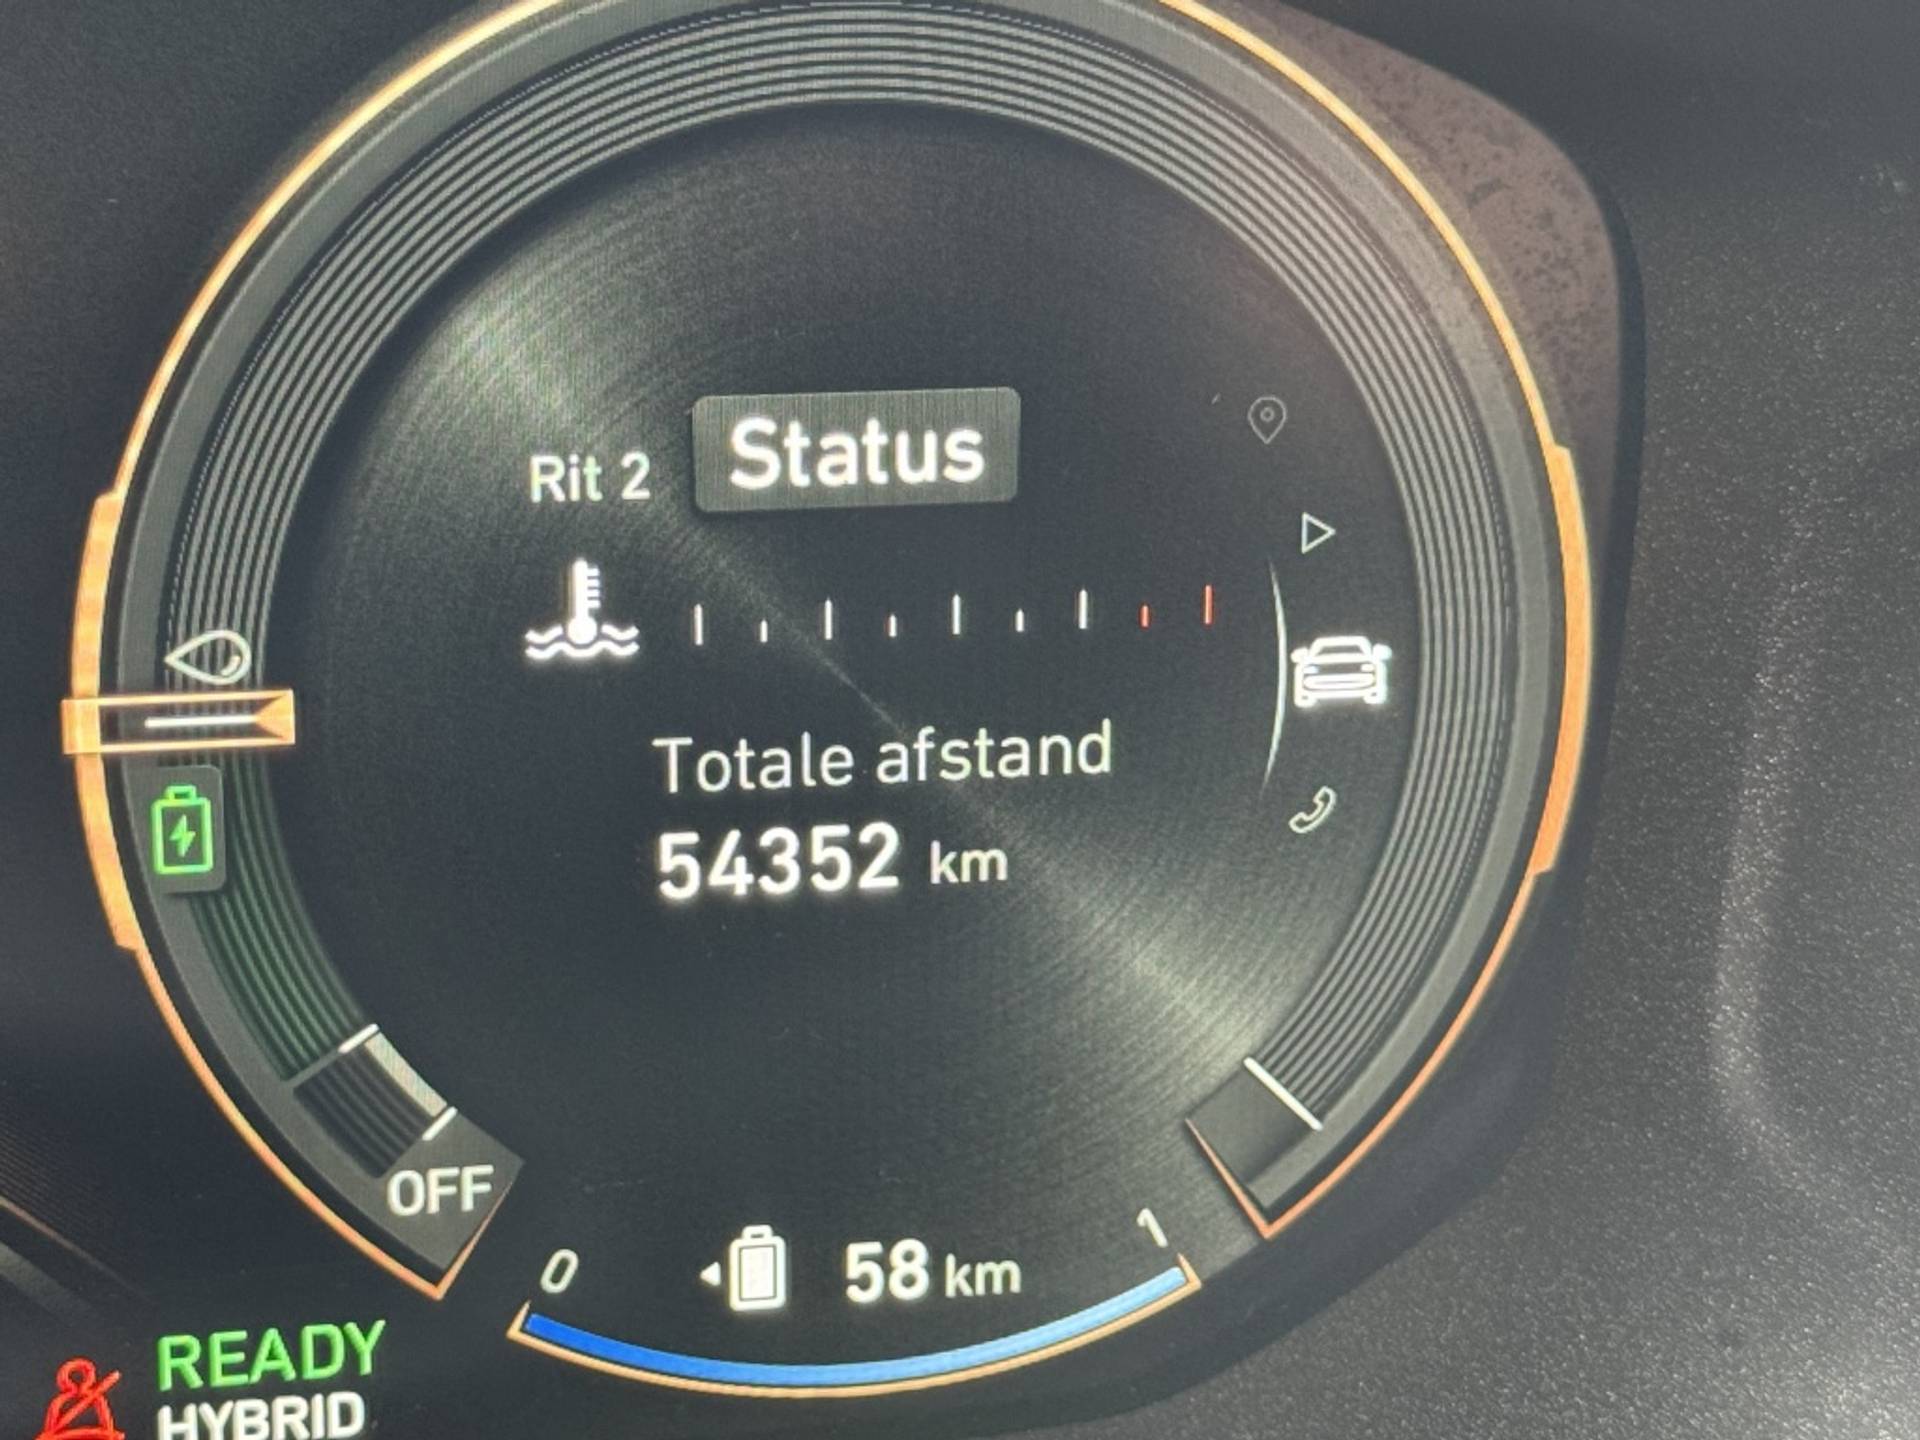 Rit 2 Status
Totale afstand
54352 km
OFF
0 58 km 1
READY
HYBRID